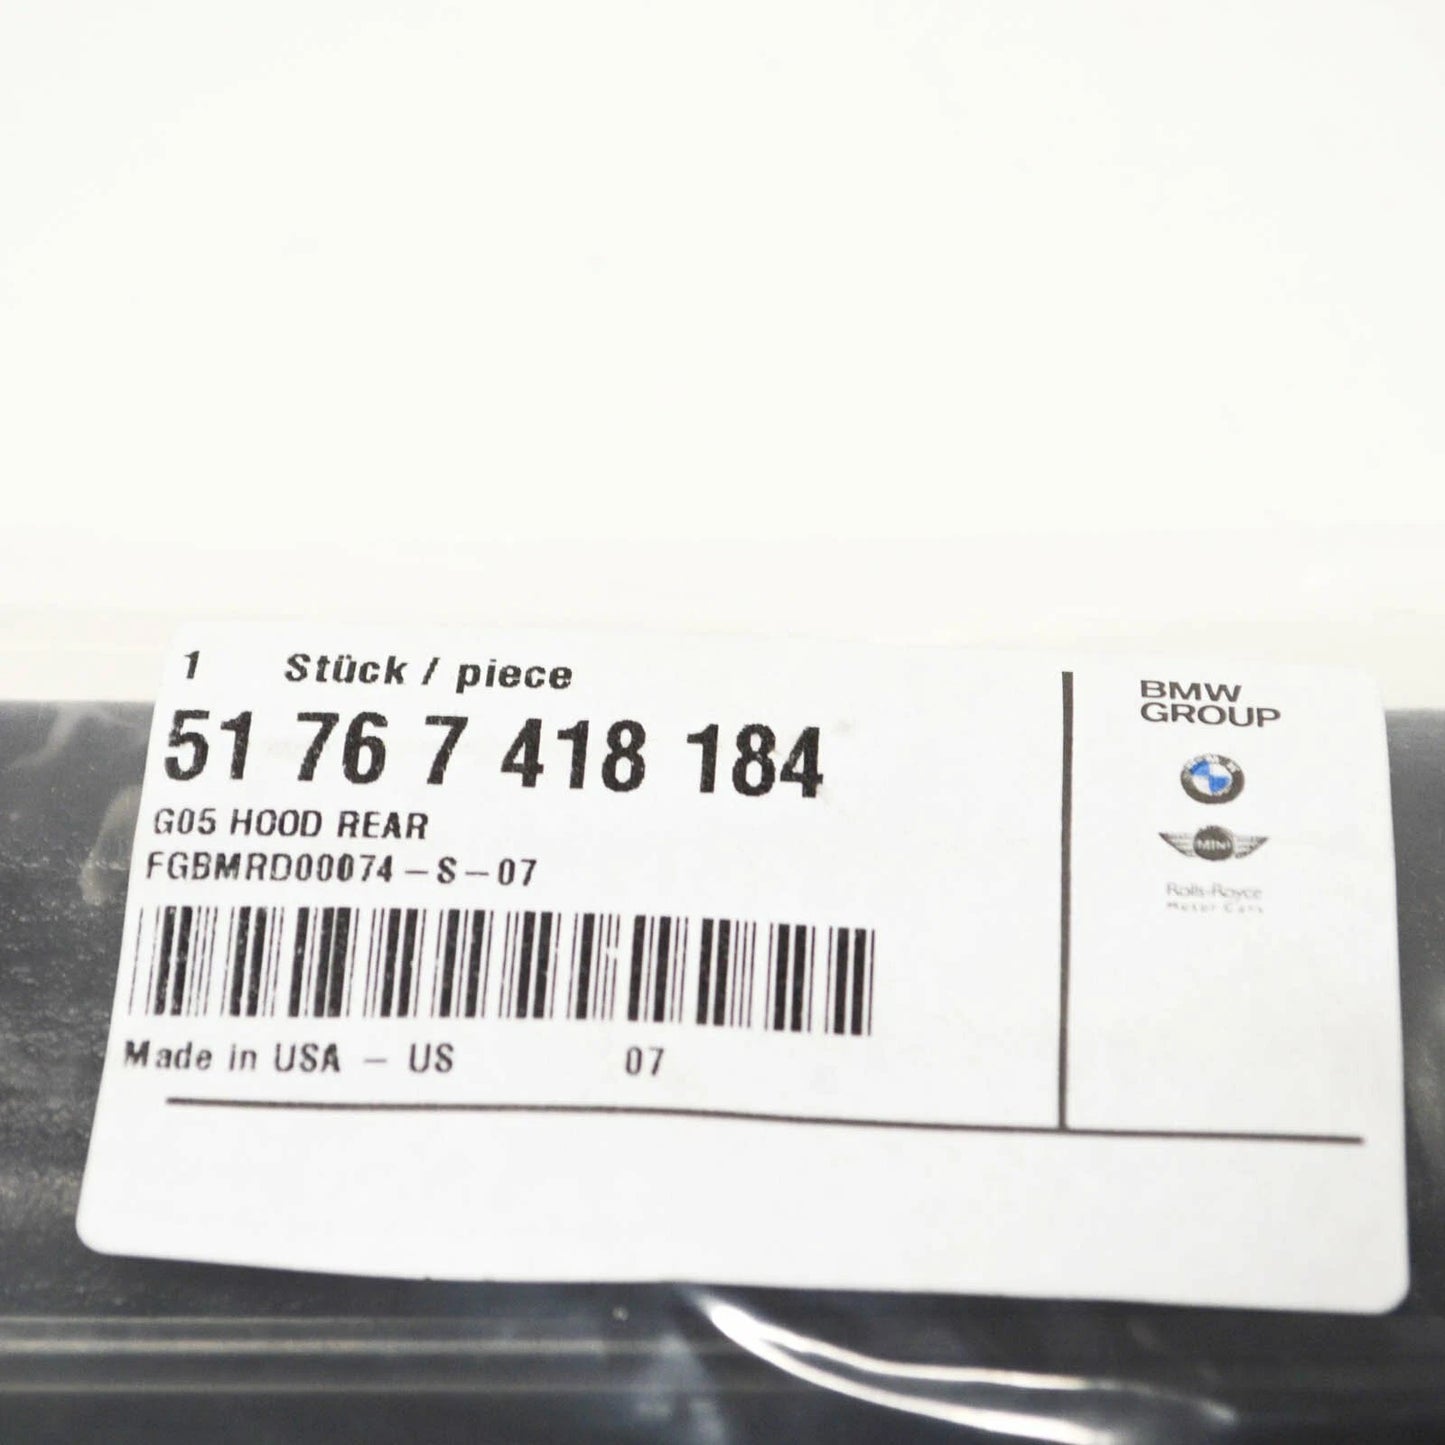 1 Stück / piece
51 76 7 418 184
G05 HOOD REAR
FGBMRD00074-S-07
Made in USA - US 07
BMW
GROUP
MINI
Rolls-Royce
Motor Cars